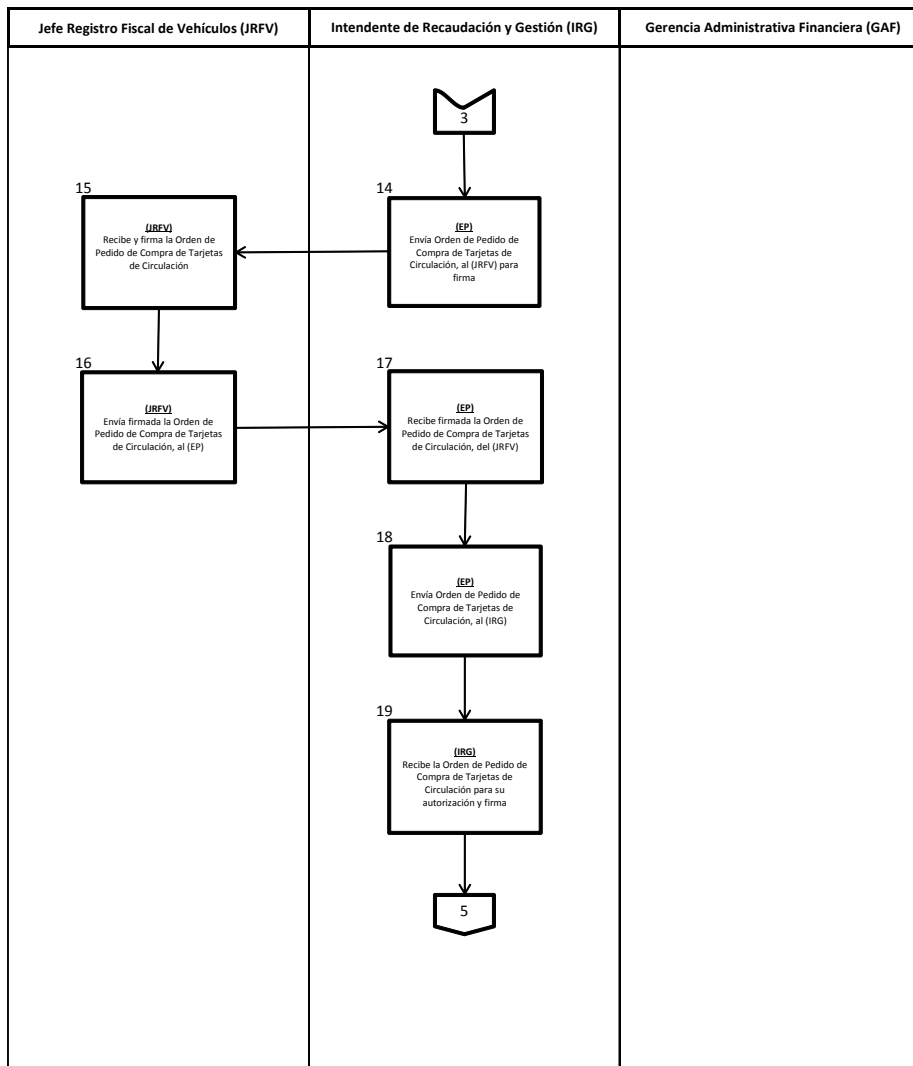 Jefe Registro Fiscal de Vehículos (JRFV)
Intendente de Recaudación y Gestión (IRG)
Gerencia Administrativa Financiera (GAF)
3
14
(EP)
Envía Orden de Pedido de
Compra de Tarjetas de
Circulación, al (JRFV) para
firma
15
(JRFV)
Recibe y firma la Orden de
Pedido de Compra de Tarjetas
de Circulación
16
(JRFV)
Envía firmada la Orden de
Pedido de Compra de Tarjetas
de Circulación, al (EP)
17
(EP)
Recibe firmada la Orden de
Pedido de Compra de Tarjetas
de Circulación, del (JRFV)
18
(EP)
Envía Orden de Pedido de
Compra de Tarjetas de
Circulación, al (IRG)
19
(IRG)
Recibe la Orden de Pedido de
Compra de Tarjetas de
Circulación para su
autorización y firma
5